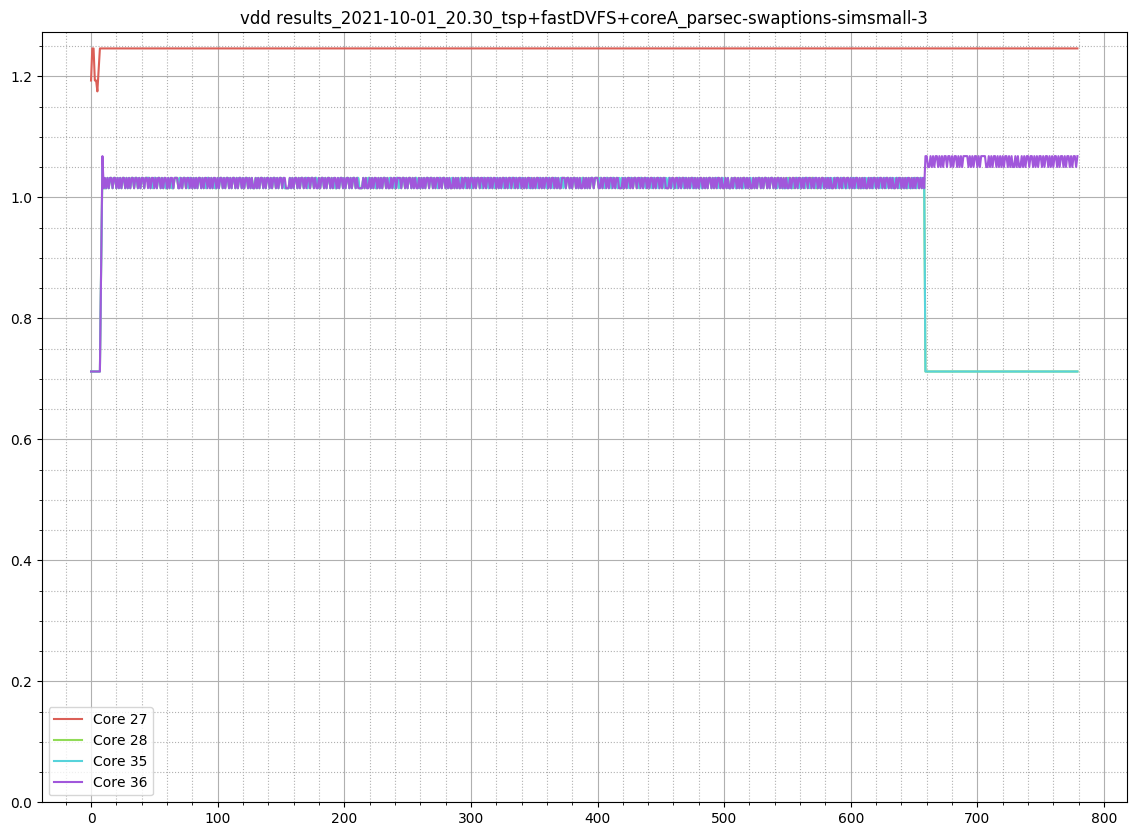 vdd results_2021-10-01_20.30_tsp+fastDVFS+coreA_parsec-swaptions-simsmall-3
1.2
1.0
0.8
0.6
0.4
0.2
0.0
Core 27
Core 28
Core 35
Core 36
0 100 200 300 400 500 600 700 800